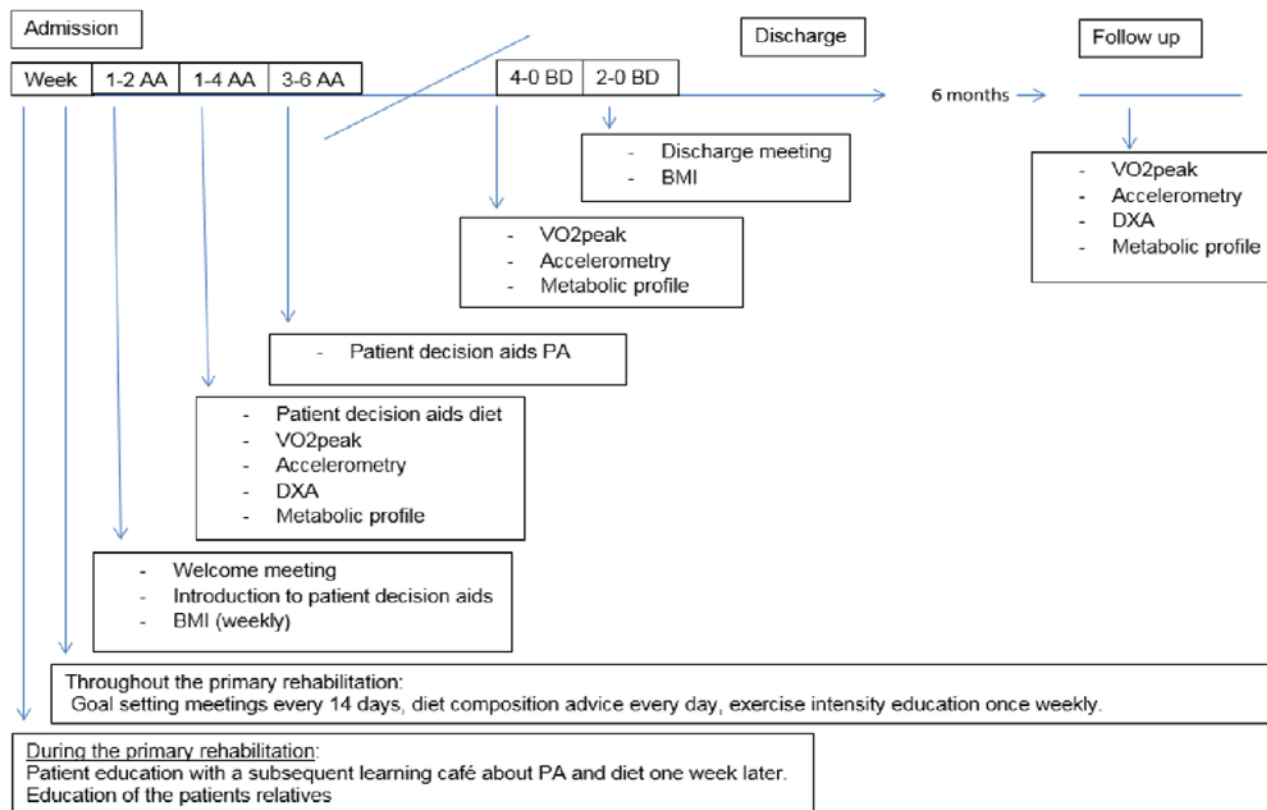 Admission
Discharge
Follow up
Week
1-2 AA
1-4 AA
3-6 AA
4-0 BD
2-0 BD
6 months
- Discharge meeting
- BMI
- VO2peak
- Accelerometry
- DXA
- Metabolic profile
- VO2peak
- Accelerometry
- Metabolic profile
- Patient decision aids PA
- Patient decision aids diet
- VO2peak
- Accelerometry
- DXA
- Metabolic profile
- Welcome meeting
- Introduction to patient decision aids
- BMI (weekly)
Throughout the primary rehabilitation:
Goal setting meetings every 14 days, diet composition advice every day, exercise intensity education once weekly.
During the primary rehabilitation:
Patient education with a subsequent learning café about PA and diet one week later.
Education of the patients relatives